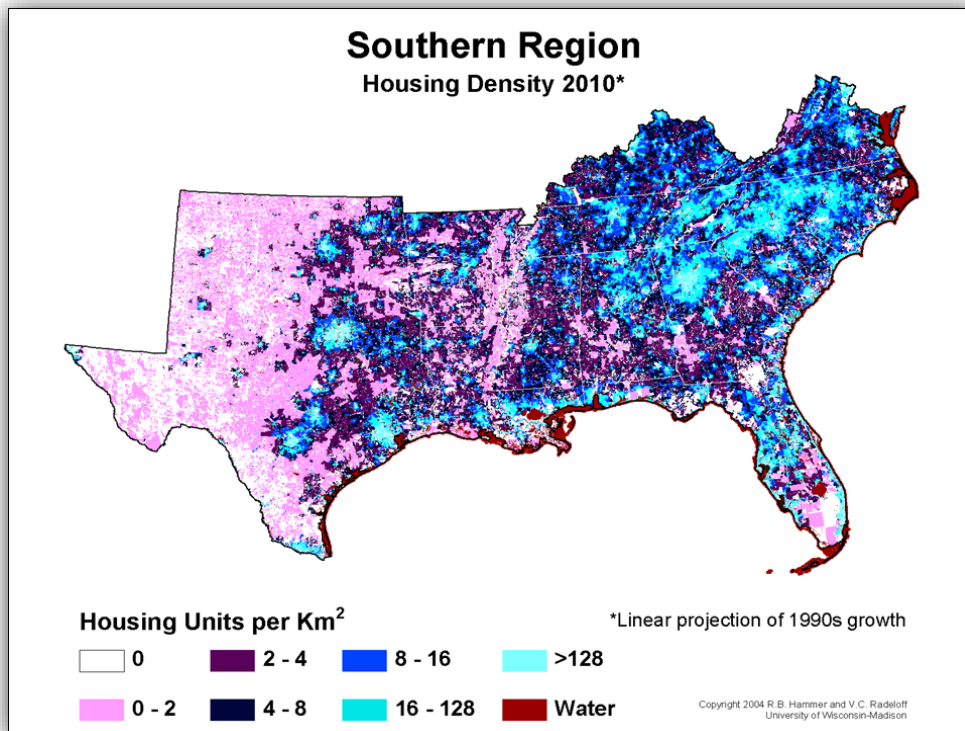 Southern Region
Housing Density 2010*
Housing Units per Km²
*Linear projection of 1990s growth
0
2 - 4
8 - 16
>128
0 - 2
4 - 8
16 - 128
Water
Copyright 2004 R.B. Hammer and V.C. Radeloff
University of Wisconsin-Madison